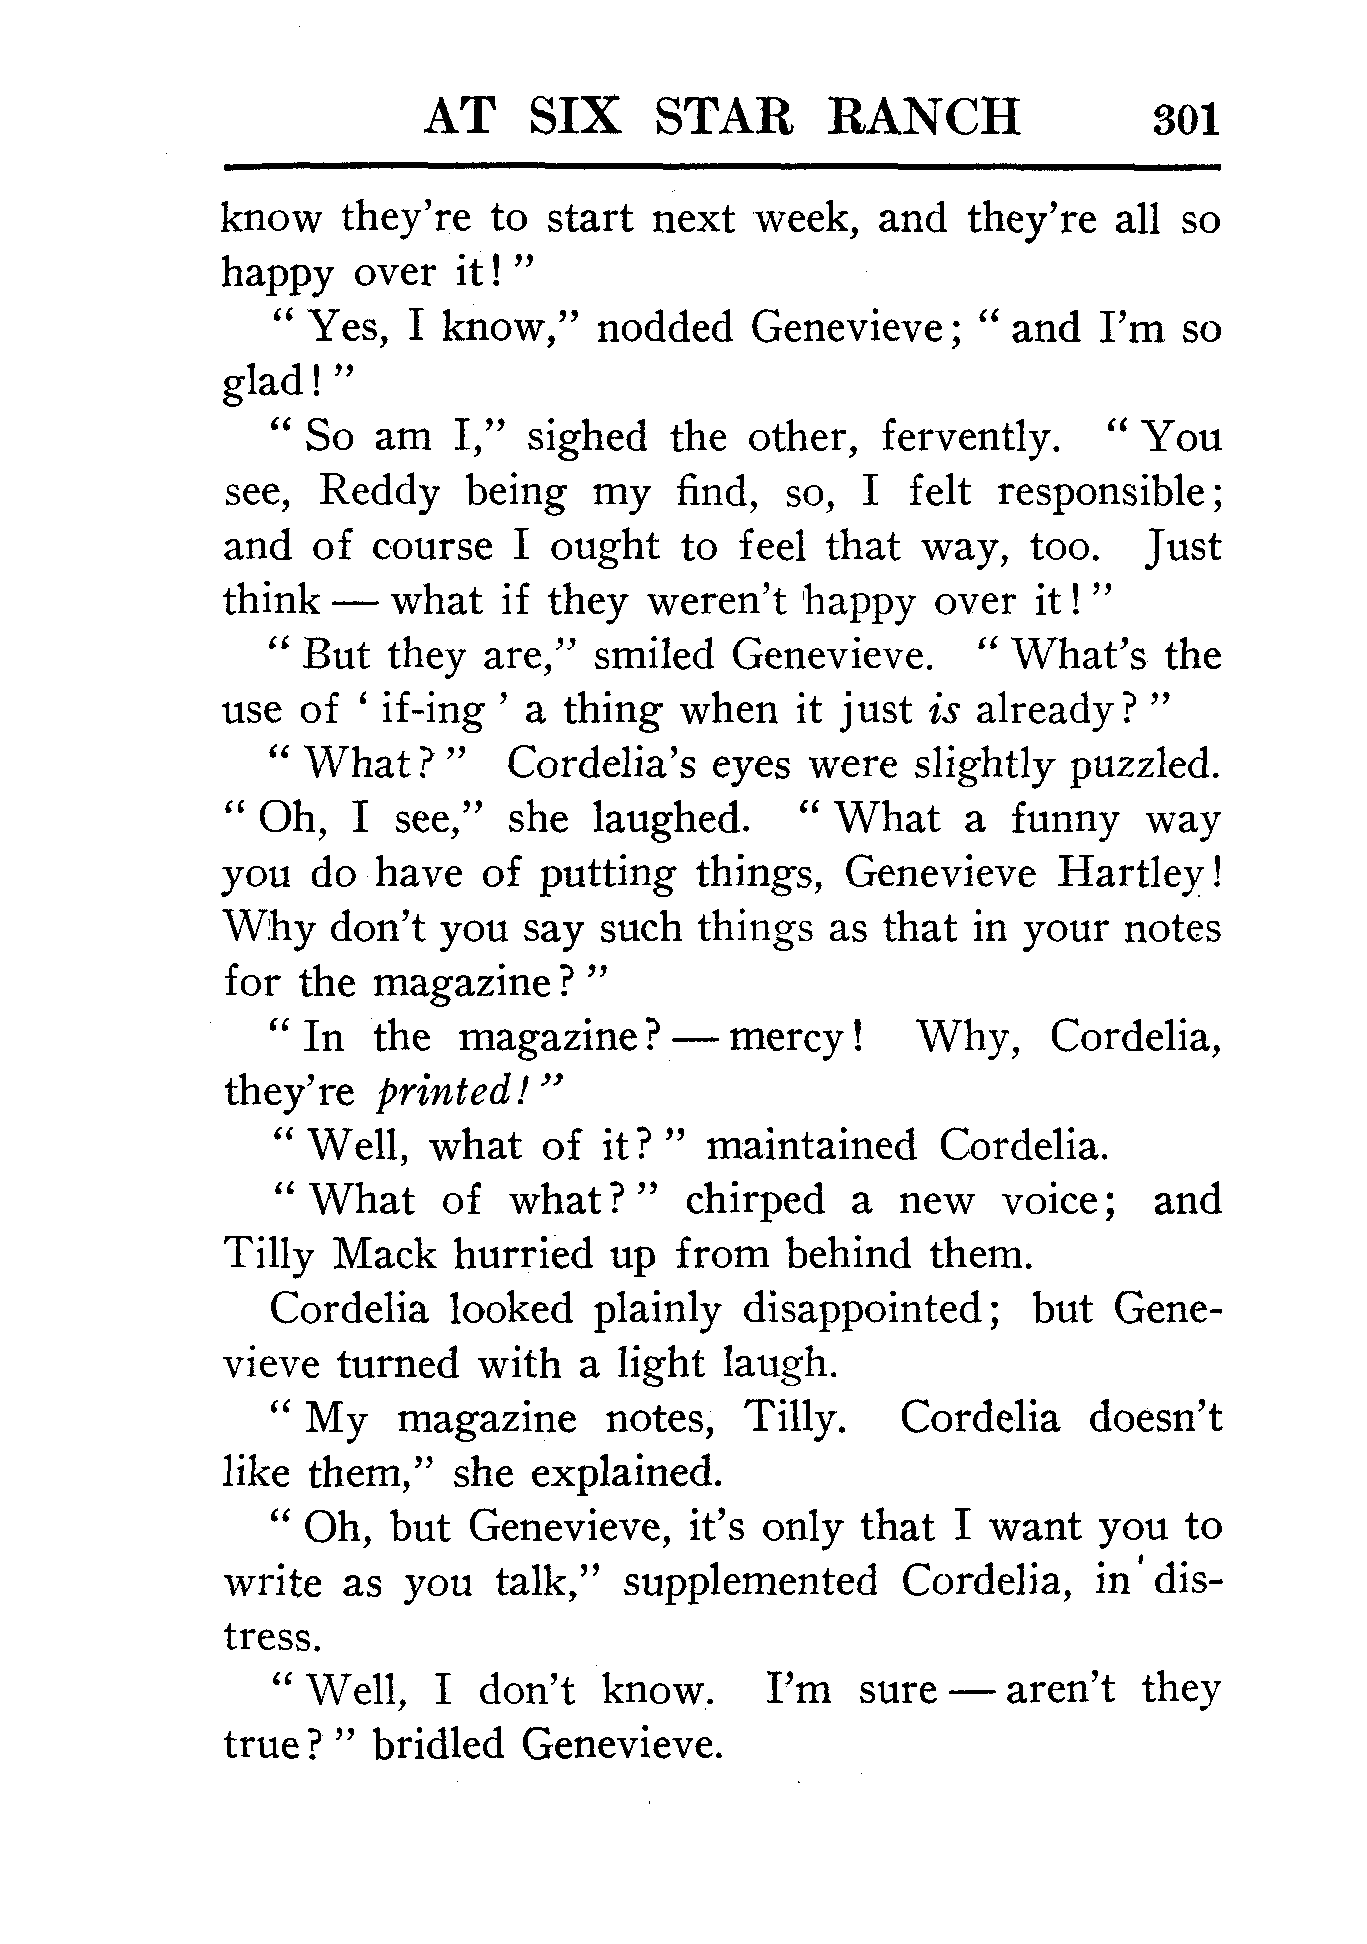 AT SIX STAR RANCH 301
know they're to start next week, and they're all so
happy over it! "
" Yes, I know," nodded Genevieve; " and I'm so
glad! "
" So am I," sighed the other, fervently. " You
see, Reddy being my find, so, I felt responsible;
and of course I ought to feel that way, too. Just
think — what if they weren't happy over it! "
" But they are," smiled Genevieve. " What's the
use of ' if-ing ' a thing when it just is already? "
" What? " Cordelia's eyes were slightly puzzled.
" Oh, I see," she laughed. " What a funny way
you do have of putting things, Genevieve Hartley!
Why don't you say such things as that in your notes
for the magazine? "
" In the magazine? — mercy! Why, Cordelia,
they're printed! "
" Well, what of it? " maintained Cordelia.
" What of what? " chirped a new voice; and
Tilly Mack hurried up from behind them.
Cordelia looked plainly disappointed; but Gene-
vieve turned with a light laugh.
" My magazine notes, Tilly. Cordelia doesn't
like them," she explained.
" Oh, but Genevieve, it's only that I want you to
write as you talk," supplemented Cordelia, in dis-
tress.
" Well, I don't know. I'm sure — aren't they
true? " bridled Genevieve.